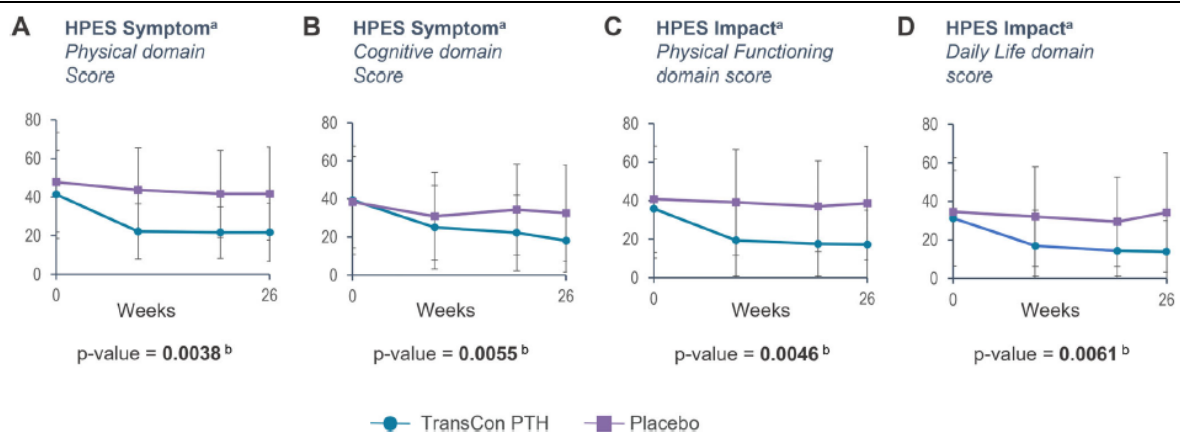 A HPES Symptomᵃ
Physical domain
Score
80
60
40
20
0
0
26
Weeks
p-value = 0.0038 ᵇ
B HPES Symptomᵃ
Cognitive domain
Score
80
60
40
20
0
0
26
Weeks
p-value = 0.0055 ᵇ
C HPES Impactᵃ
Physical Functioning
domain score
80
60
40
20
0
0
26
Weeks
p-value = 0.0046 ᵇ
D HPES Impactᵃ
Daily Life domain
score
80
60
40
20
0
0
26
Weeks
p-value = 0.0061 ᵇ
TransCon PTH Placebo